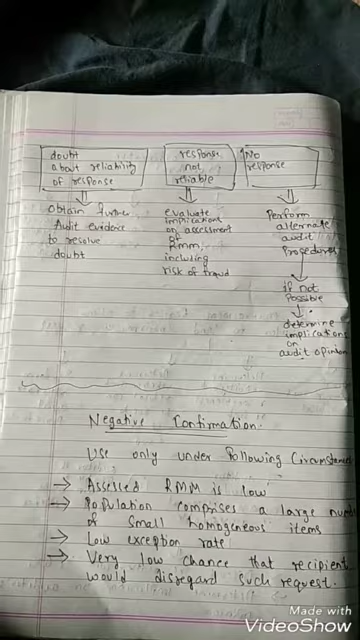 doubt
about reliability
of response
response
not
reliable
No
response
obtain further
Audit evidence
to resolve
doubt
evaluate
implications
on assessment
of
RMM,
including
risk of fraud
Perform
alternate
audit
Procedures
if not
Possible
determine
implications
on
audit opinion
Negative Confirmation
Use only under following Circumstances
→ Assessed RMM is low
→ Population comprises a large
of small homogeneous items
→ Low exception rate
→ Very low chance that recipient
would disregard such request.
Made with
VideoShow